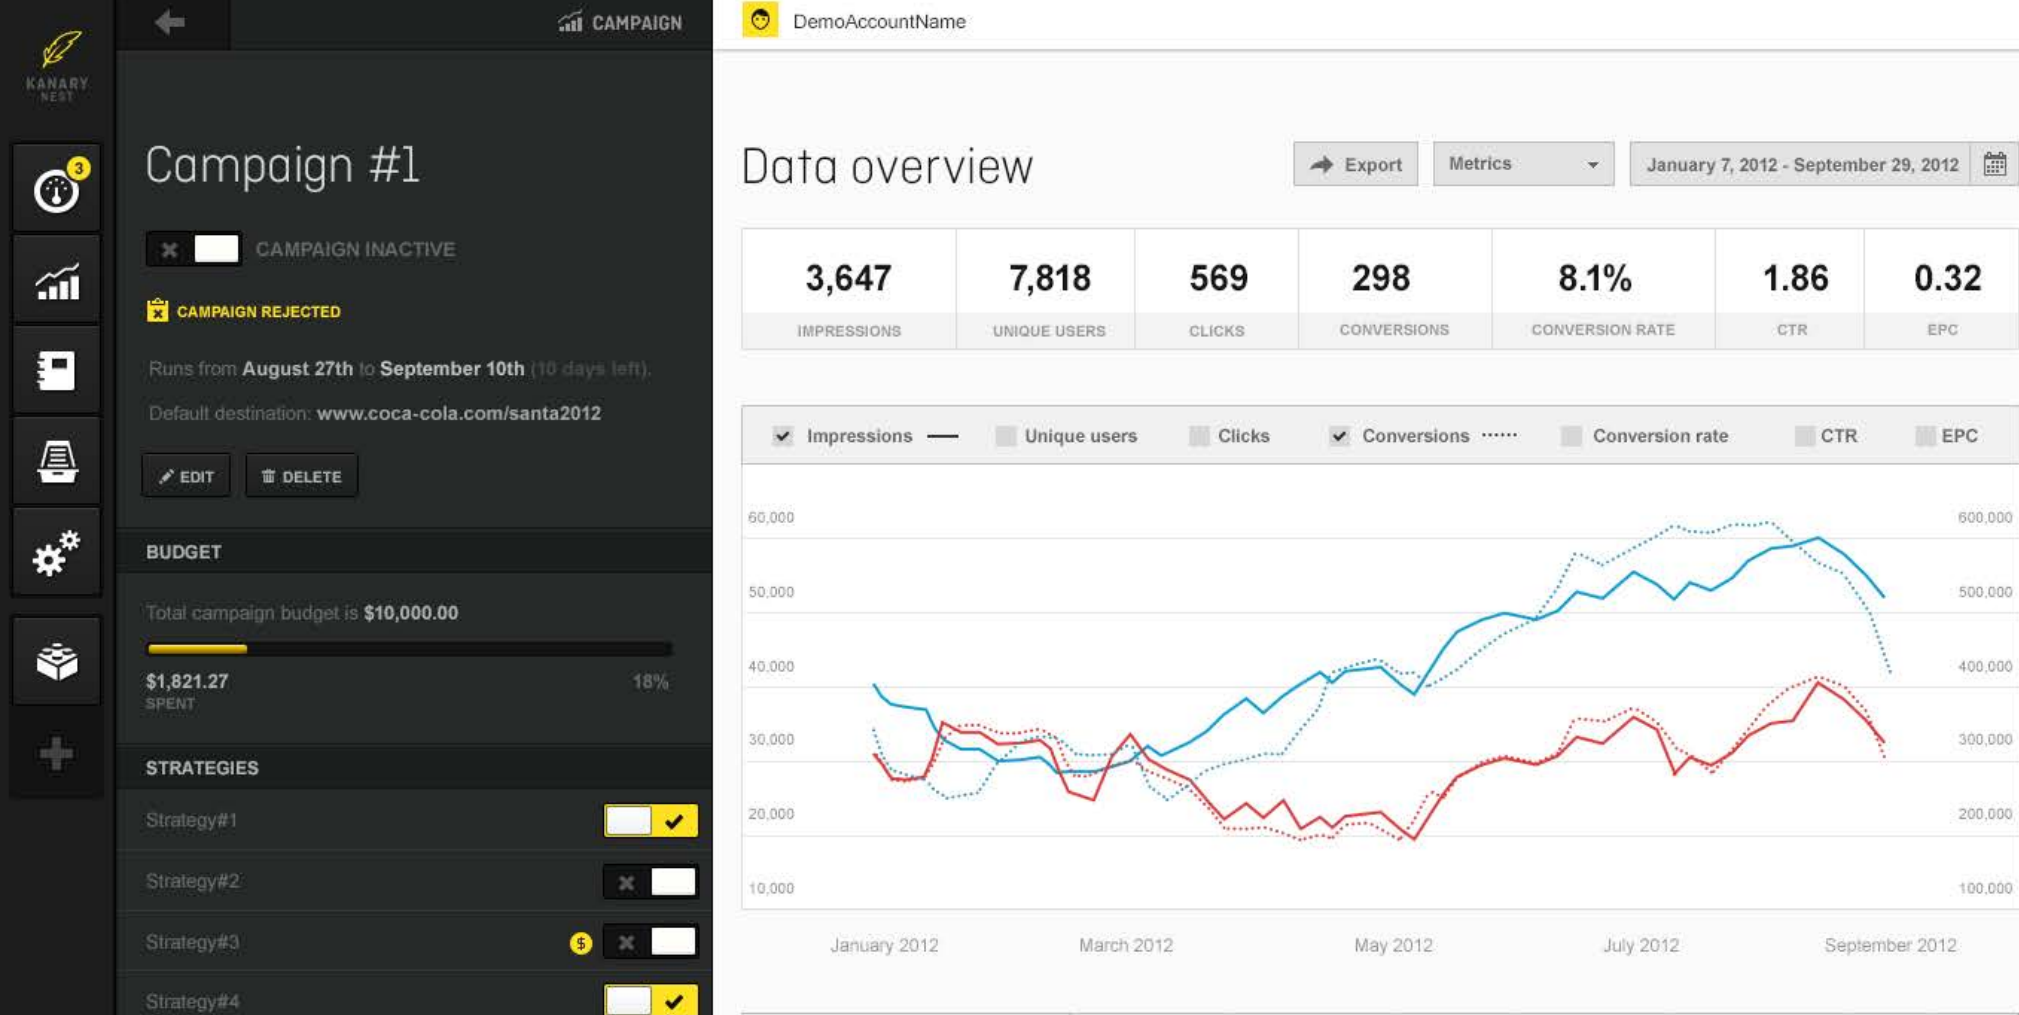 KANARY
NEST
3
CAMPAIGN
Campaign #1
CAMPAIGN INACTIVE
CAMPAIGN REJECTED
Runs from August 27th to September 10th (10 days left).
Default destination: www.coca-cola.com/santa2012
EDIT
DELETE
BUDGET
Total campaign budget is $10,000.00
$1,821.27
18%
SPENT
STRATEGIES
Strategy#1
Strategy#2
Strategy#3
$
Strategy#4
DemoAccountName
Data overview
Export
Metrics
January 7, 2012 - September 29, 2012
3,647 7,818 569 298 8.1% 1.86 0.32
IMPRESSIONS UNIQUE USERS CLICKS CONVERSIONS CONVERSION RATE CTR EPC
Impressions Unique users Clicks Conversions Conversion rate CTR EPC
60,000 600,000
50,000 500,000
40,000 400,000
30,000 300,000
20,000 200,000
10,000 100,000
January 2012 March 2012 May 2012 July 2012 September 2012